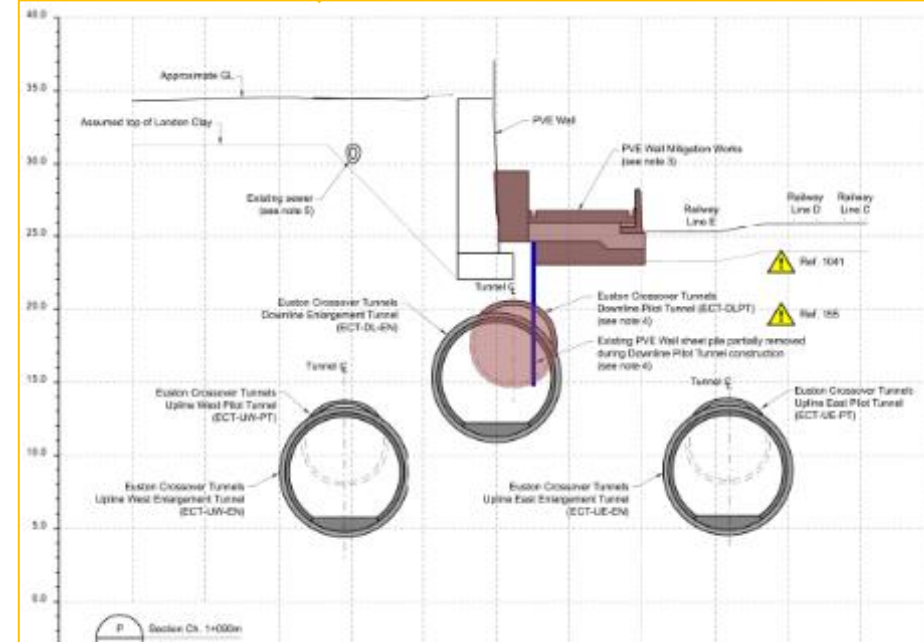 40.0
35.0
30.0
25.0
20.0
15.0
10.0
5.0
0.0
Approximate GL
Assumed top of London Clay
Existing sewer
(see note 5)
PVE Wall
PVE Wall Mitigation Works
(see note 3)
Railway
Line E
Railway
Line D
Railway
Line C
Ref. 1041
Ref. 155
Tunnel
Euston Crossover Tunnels
Downline Enlargement Tunnel
(ECT-DL-EN)
Euston Crossover Tunnels
Downline Pilot Tunnel (ECT-DLPT)
(see note 4)
Existing PVE Wall sheet pile partially removed
during Downline Pilot Tunnel construction
(see note 4)
Tunnel
Euston Crossover Tunnels
Upline West Pilot Tunnel
(ECT-UW-PT)
Euston Crossover Tunnels
Upline West Enlargement Tunnel
(ECT-UW-EN)
Tunnel
Euston Crossover Tunnels
Upline East Pilot Tunnel
(ECT-UE-PT)
Euston Crossover Tunnels
Upline East Enlargement Tunnel
(ECT-UE-EN)
P
Section Ch. 1+090m